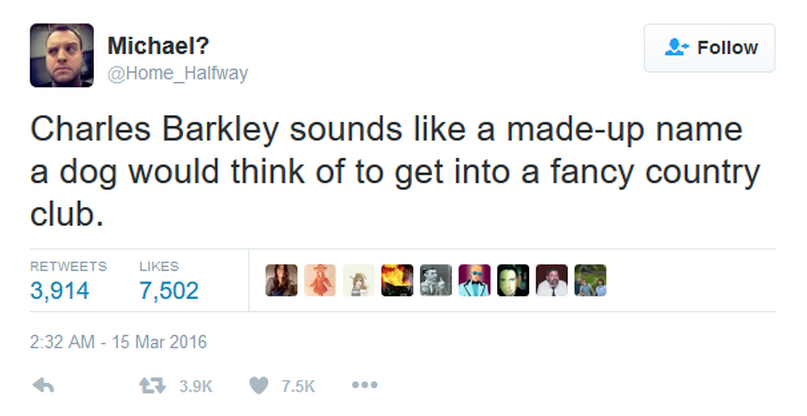 Michael?
@Home_Halfway
Follow
Charles Barkley sounds like a made-up name
a dog would think of to get into a fancy country
club.
RETWEETS LIKES
3,914 7,502
2:32 AM - 15 Mar 2016
3.9K 7.5K